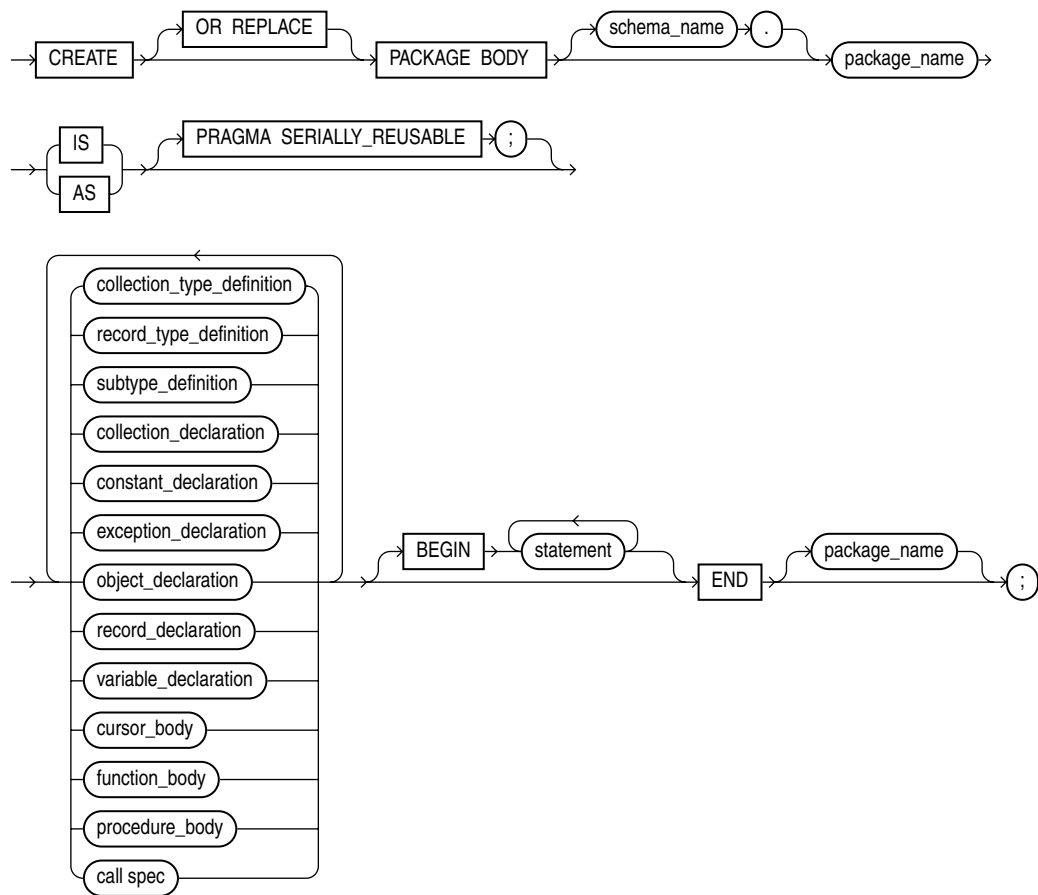 CREATE OR REPLACE PACKAGE BODY schema_name . package_name
IS
AS
PRAGMA SERIALLY_REUSABLE ;
collection_type_definition
record_type_definition
subtype_definition
collection_declaration
constant_declaration
exception_declaration
object_declaration
record_declaration
variable_declaration
cursor_body
function_body
procedure_body
call spec
BEGIN statement END package_name ;